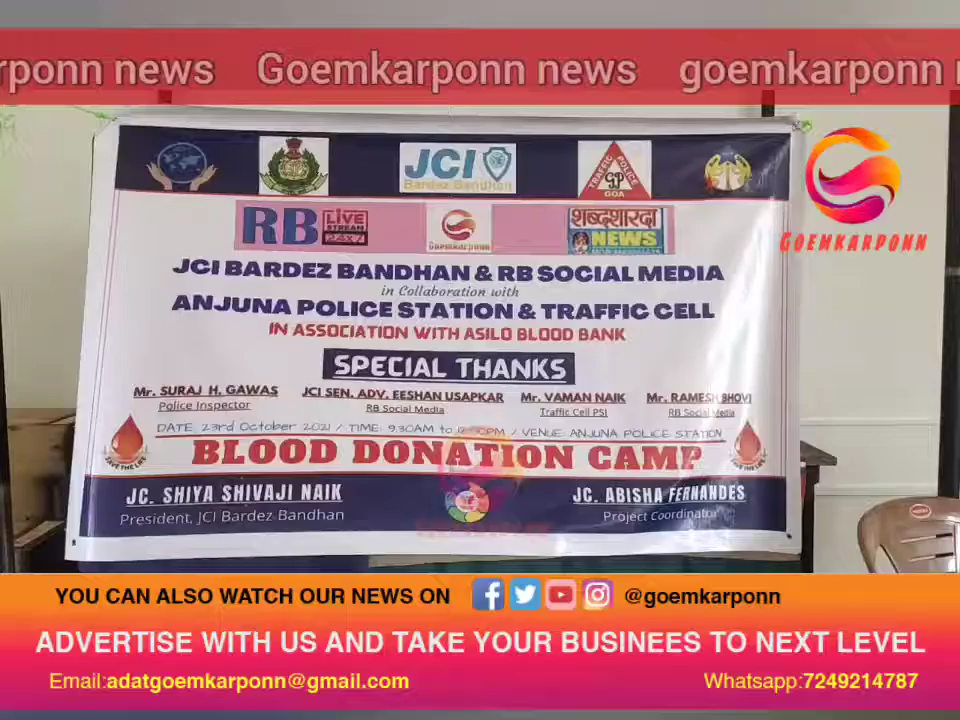 rponn news Goemkarponn news goemkarponn
JCI
Bardez Bandhan
TRAFFIC POLICE
GP
GOA
GOEMKARPONN
RB LIVE STREAM 24x7
Goemkarponn
शब्दशारदा
NEWS
JCI BARDEZ BANDHAN & RB SOCIAL MEDIA
in Collaboration with
ANJUNA POLICE STATION & TRAFFIC CELL
IN ASSOCIATION WITH ASILO BLOOD BANK
SPECIAL THANKS
Mr. SURAJ H. GAWAS JCI SEN. ADV. EESHAN USAPKAR Mr. VAMAN NAIK Mr. RAMESH BHOVI
Police Inspector RB Social Media Traffic Cell PSI RB Social Media
DATE: 23rd October 2021 / TIME: 9.30AM to PM / VENUE: ANJUNA POLICE STATION
BLOOD DONATION CAMP
SAVE THE LIFE SAVE THE LIFE
JC. SHIYA SHIVAJI NAIK JC. ABISHA FERNANDES
President, JCI Bardez Bandhan Project Coordinator
YOU CAN ALSO WATCH OUR NEWS ON @goemkarponn
ADVERTISE WITH US AND TAKE YOUR BUSINEES TO NEXT LEVEL
Email:adatgoemkarponn@gmail.com Whatsapp:7249214787